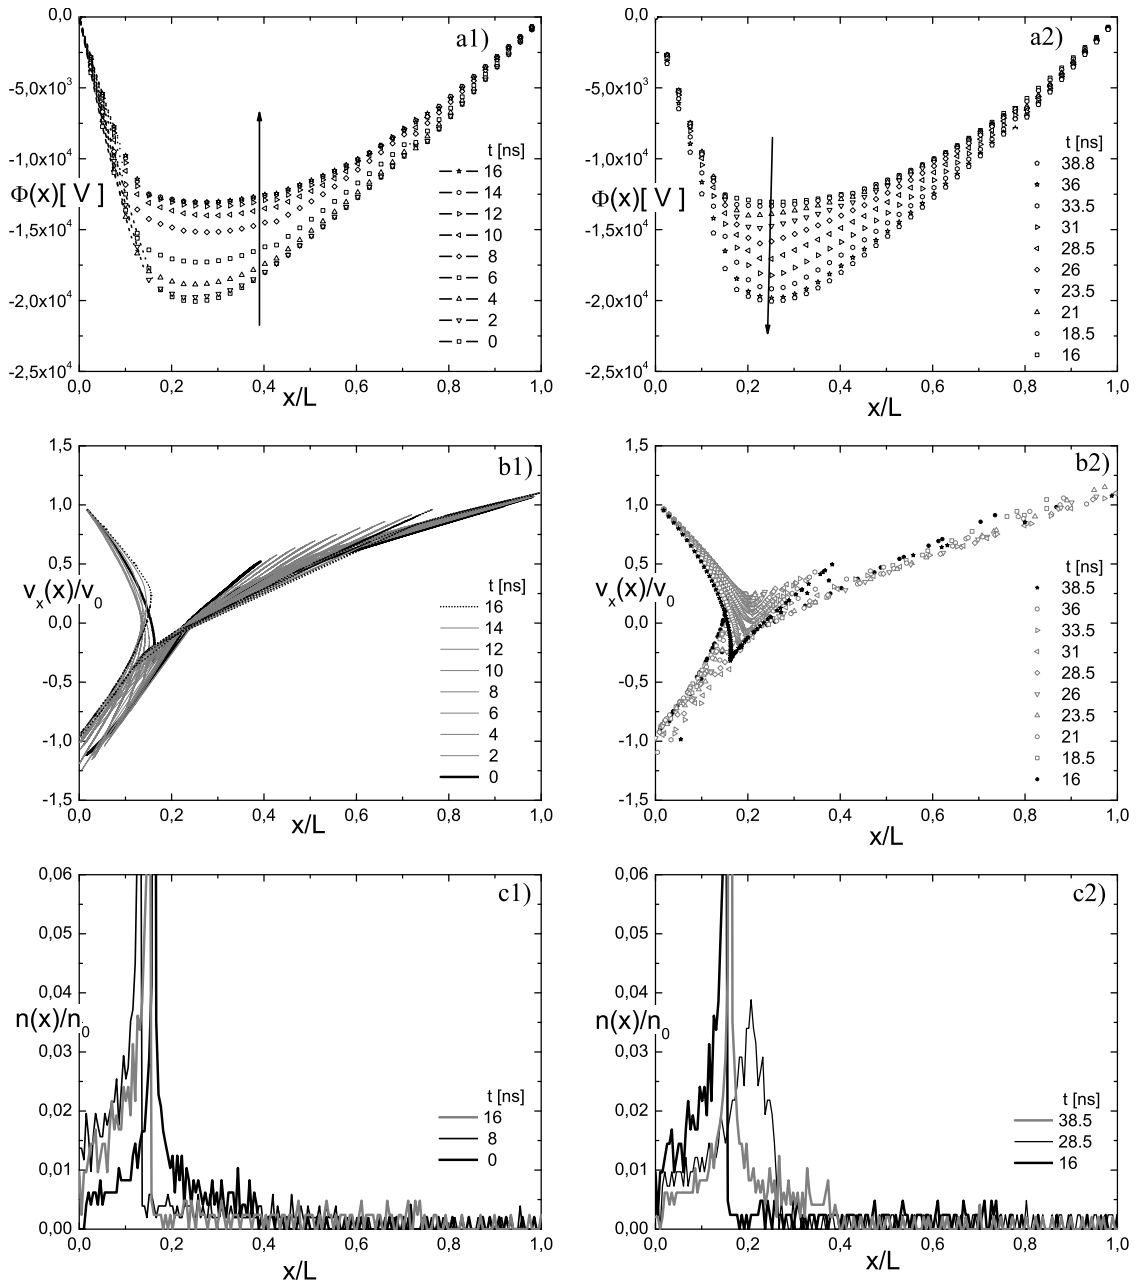 a1)
0,0
-5,0x10³
-1,0x10⁴
Φ(x)[ V ]
-1,5x10⁴
-2,0x10⁴
-2,5x10⁴
t [ns]
16
14
12
10
8
6
4
2
0
0,0 0,2 0,4 0,6 0,8 1,0
x/L
a2)
0,0
-5,0x10³
-1,0x10⁴
Φ(x)[ V ]
-1,5x10⁴
-2,0x10⁴
-2,5x10⁴
t [ns]
38.8
36
33.5
31
28.5
26
23.5
21
18.5
16
0,0 0,2 0,4 0,6 0,8 1,0
x/L
b1)
1,5
1,0
0,5
vₓ(x)/v₀
0,0
-0,5
-1,0
-1,5
t [ns]
16
14
12
10
8
6
4
2
0
0,0 0,2 0,4 0,6 0,8 1,0
x/L
b2)
1,5
1,0
0,5
vₓ(x)/v₀
0,0
-0,5
-1,0
-1,5
t [ns]
38.5
36
33.5
31
28.5
26
23.5
21
18.5
16
0,0 0,2 0,4 0,6 0,8 1,0
x/L
c1)
0,06
0,05
0,04
n(x)/n₀
0,03
0,02
0,01
0,00
t [ns]
16
8
0
0,0 0,2 0,4 0,6 0,8 1,0
x/L
c2)
0,06
0,05
0,04
n(x)/n₀
0,03
0,02
0,01
0,00
t [ns]
38.5
28.5
16
0,0 0,2 0,4 0,6 0,8 1,0
x/L